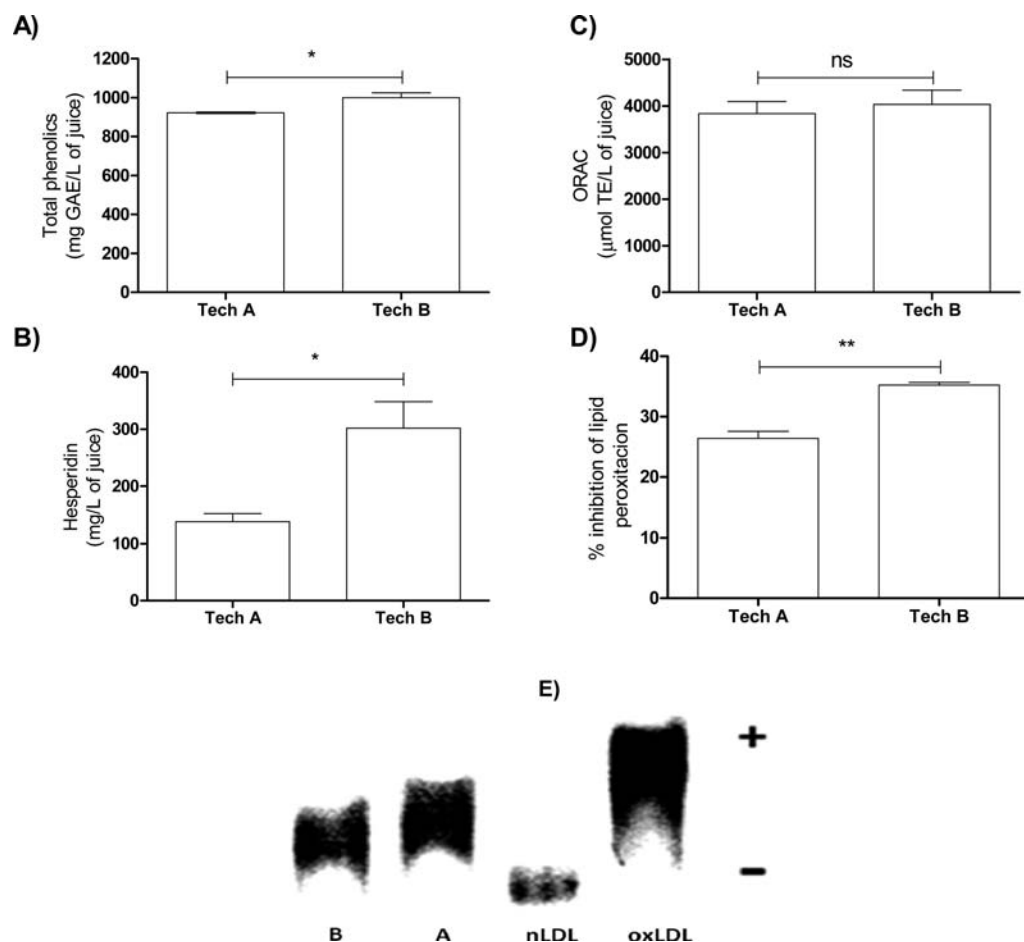 A)
Total phenolics
(mg GAE/L of juice)
1200
1000
800
600
400
200
0
*
Tech A Tech B
C)
ORAC
(µmol TE/L of juice)
5000
4000
3000
2000
1000
0
ns
Tech A Tech B
B)
Hesperidin
(mg/L of juice)
400
300
200
100
0
*
Tech A Tech B
D)
% inhibition of lipid
peroxitacion
40
30
20
10
0
**
Tech A Tech B
E)
+
−
B A nLDL oxLDL